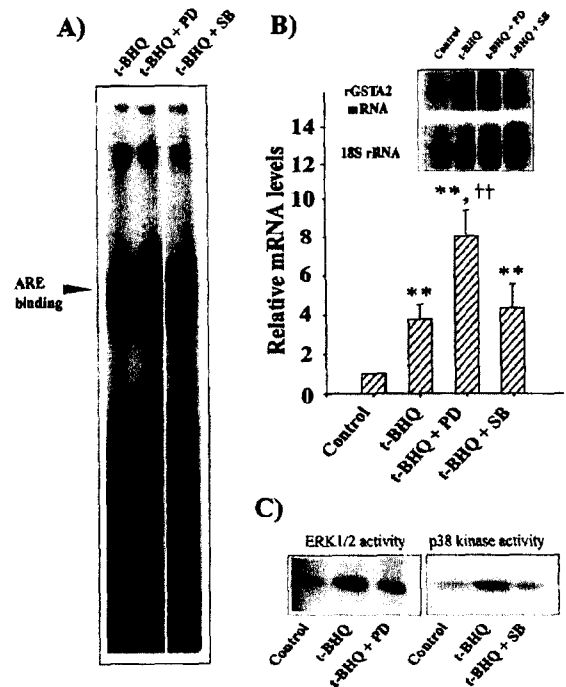 A)
t-BHQ
t-BHQ + PD
t-BHQ + SB
ARE
binding
B)
Control
t-BHQ
t-BHQ + PD
t-BHQ + SB
rGSTA2
mRNA
18S rRNA
Relative mRNA levels
14
12
10
8
6
4
2
0
**
**, ††
**
Control
t-BHQ
t-BHQ + PD
t-BHQ + SB
C)
ERK1/2 activity
p38 kinase activity
Control
t-BHQ
t-BHQ + PD
Control
t-BHQ
t-BHQ + SB